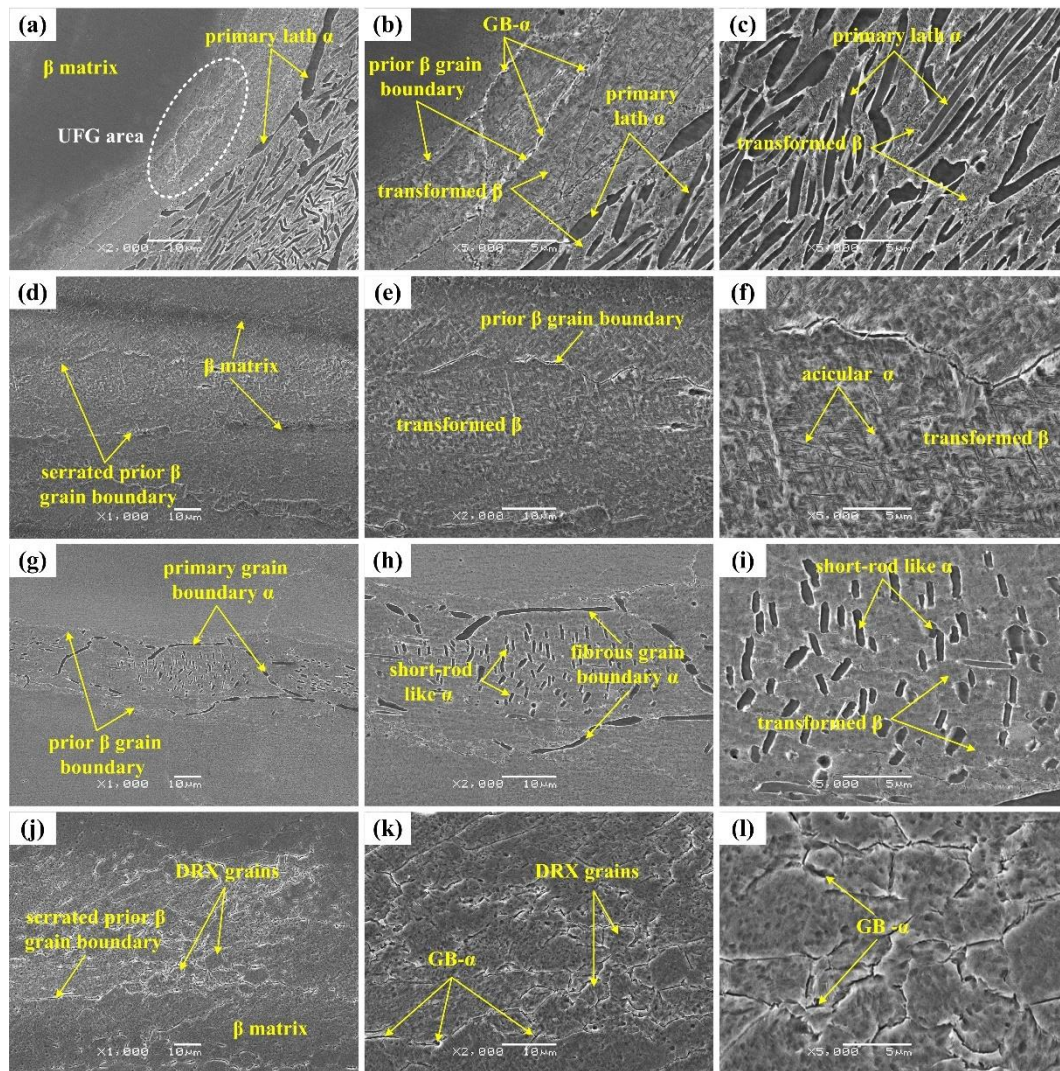 (a)
primary lath α
β matrix
UFG area
X2,000 10μm
(b)
GB-α
prior β grain
boundary
primary
lath α
transformed β
X5,000 5μm
(c)
primary lath α
transformed β
X5,000 5μm
(d)
β matrix
serrated prior β
grain boundary
X1,000 10μm
(e)
prior β grain boundary
transformed β
X2,000 10μm
(f)
acicular α
transformed β
X5,000 5μm
(g)
primary grain
boundary α
prior β grain
boundary
X1,000 10μm
(h)
short-rod
like α
fibrous grain
boundary α
X2,000 10μm
(i)
short-rod like α
transformed β
X5,000 5μm
(j)
DRX grains
serrated prior β
grain boundary
β matrix
X1,000 10μm
(k)
DRX grains
GB-α
X2,000 10μm
(l)
GB -α
X5,000 5μm